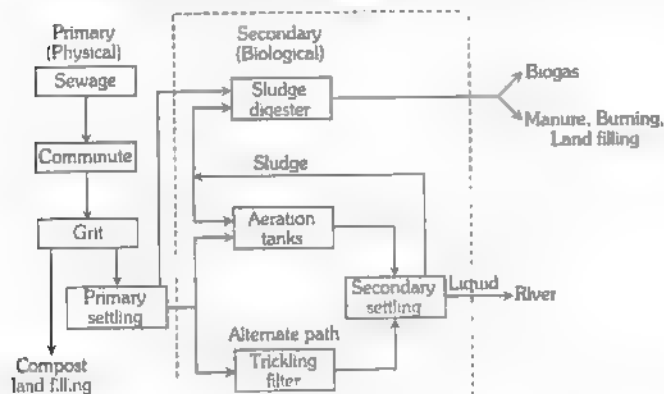 Primary
(Physical)
Sewage
Comminute
Grit
Primary
settling
Compost
land filling
Secondary
(Biological)
Sludge
digester
Sludge
Aeration
tanks
Alternate path
Trickling
filter
Secondary
settling
Liquid
River
Biogas
Manure, Burning,
Land filling